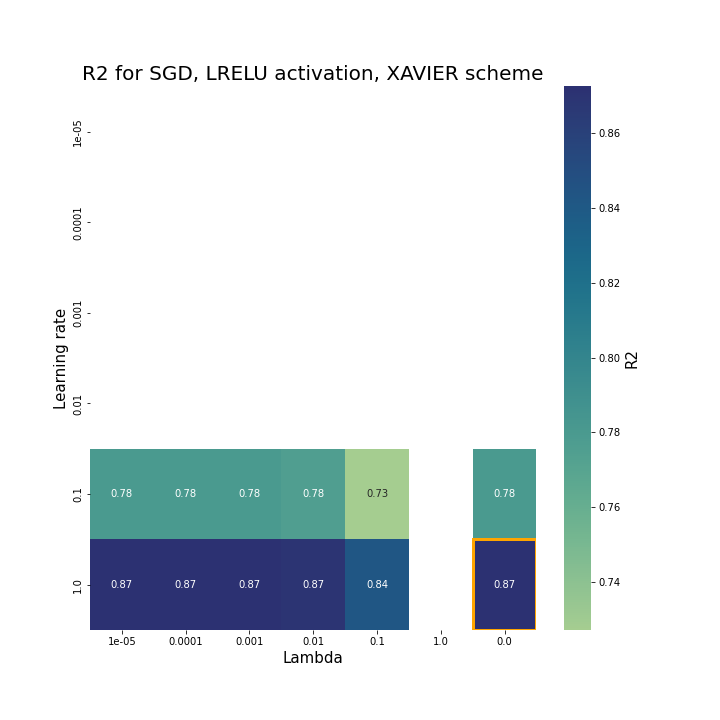 R2 for SGD, LRELU activation, XAVIER scheme
Learning rate
1e-05
0.0001
0.001
0.01
0.1
1.0
0.78 0.78 0.78 0.78 0.73 0.78
0.87 0.87 0.87 0.87 0.84 0.87
1e-05 0.0001 0.001 0.01 0.1 1.0 0.0
Lambda
0.86
0.84
0.82
0.80
0.78
0.76
0.74
R2